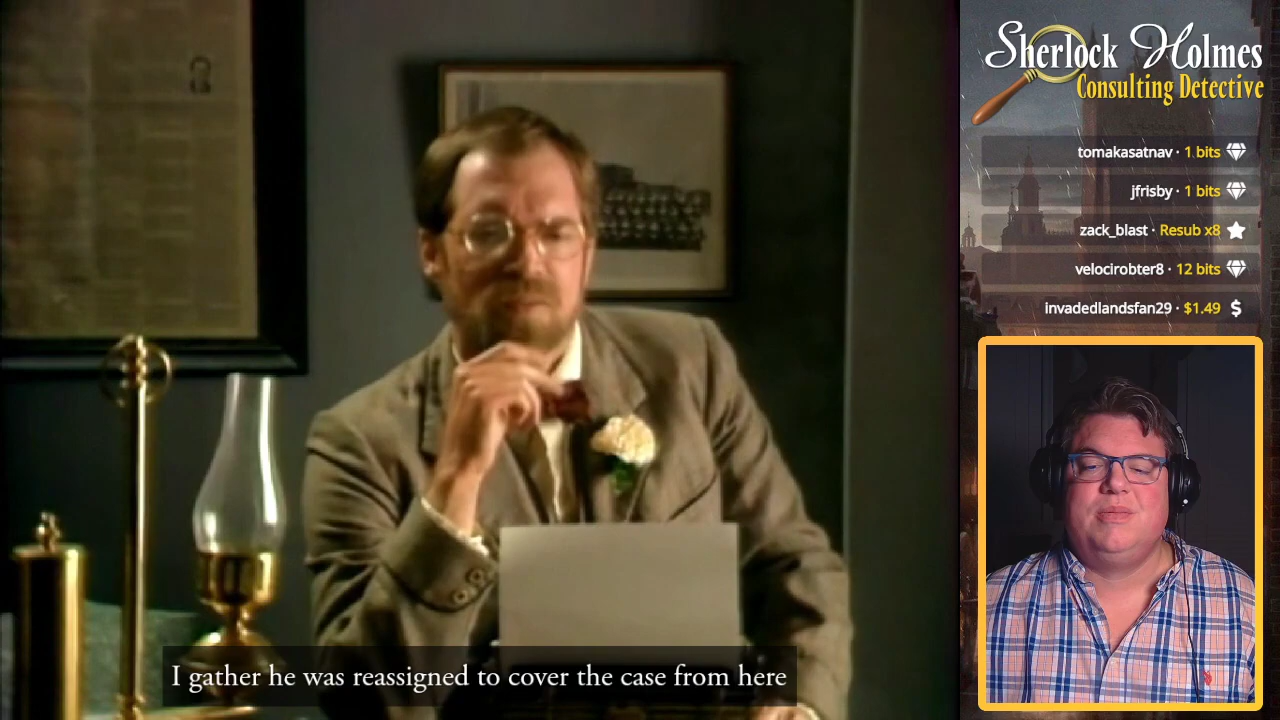 Sherlock Holmes
Consulting Detective
tomakasatnav · 1 bits
jfrisby · 1 bits
zack_blast · Resub x8
velocirobter8 · 12 bits
invadedlandsfan29 · $1.49
I gather he was reassigned to cover the case from here